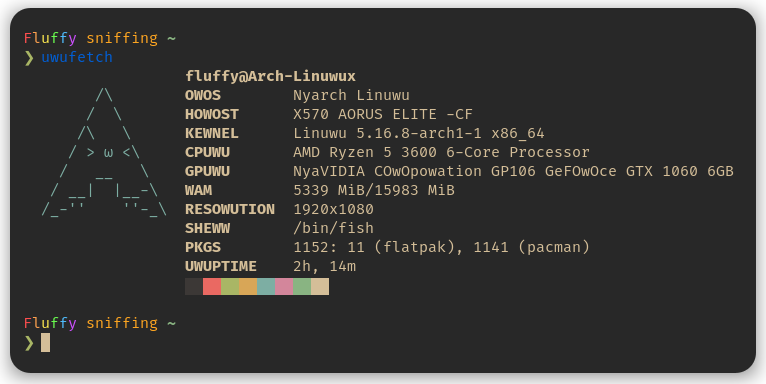 Fluffy sniffing ~
❯ uwufetch
fluffy@Arch-Linuwux
/\ OWOS Nyarch Linuwu
/  \ HOWOST X570 AORUS ELITE -CF
/\   \ KEWNEL Linuwu 5.16.8-arch1-1 x86_64
/ > ω <\ CPUWU AMD Ryzen 5 3600 6-Core Processor
/   __   \ GPUWU NyaVIDIA COwOpowation GP106 GeFOwOce GTX 1060 6GB
/ __|  |__-\ WAM 5339 MiB/15983 MiB
/_-''    ''-_\ RESOWUTION 1920x1080
SHEWW /bin/fish
PKGS 1152: 11 (flatpak), 1141 (pacman)
UWUPTIME 2h, 14m
Fluffy sniffing ~
❯